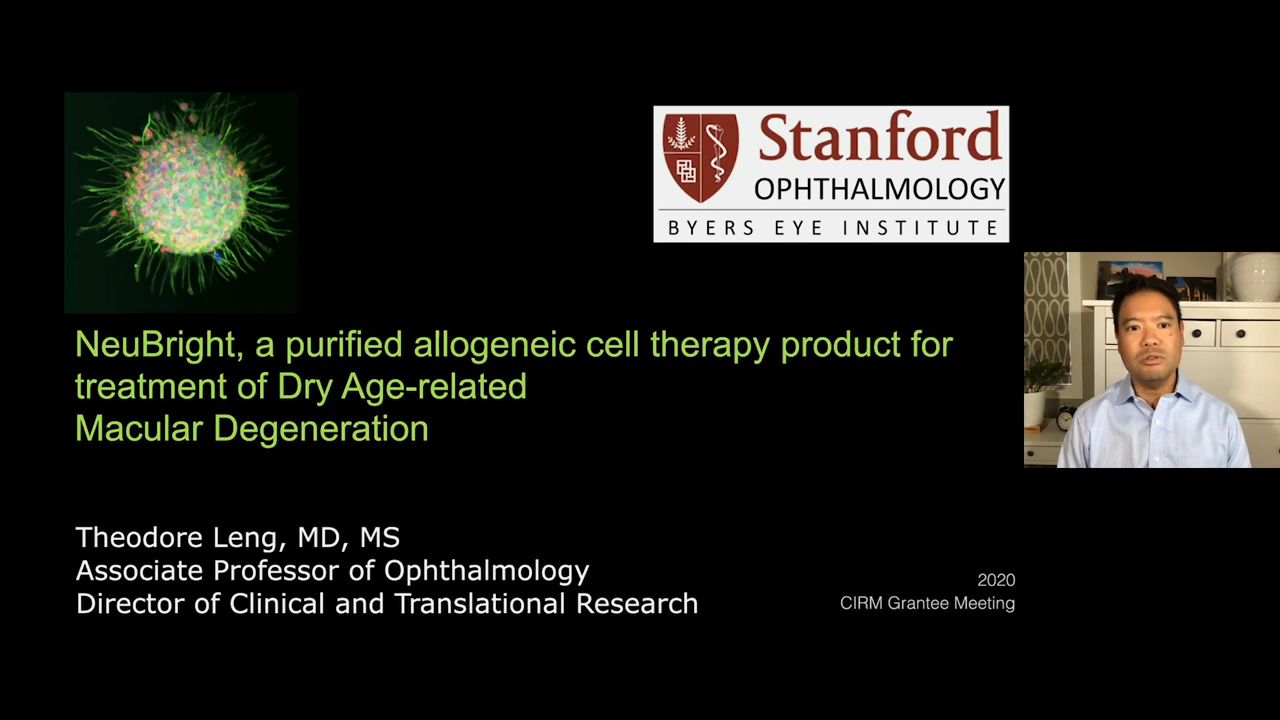 Stanford
OPHTHALMOLOGY
BYERS EYE INSTITUTE
NeuBright, a purified allogeneic cell therapy product for
treatment of Dry Age-related
Macular Degeneration
Theodore Leng, MD, MS
Associate Professor of Ophthalmology
Director of Clinical and Translational Research
2020
CIRM Grantee Meeting